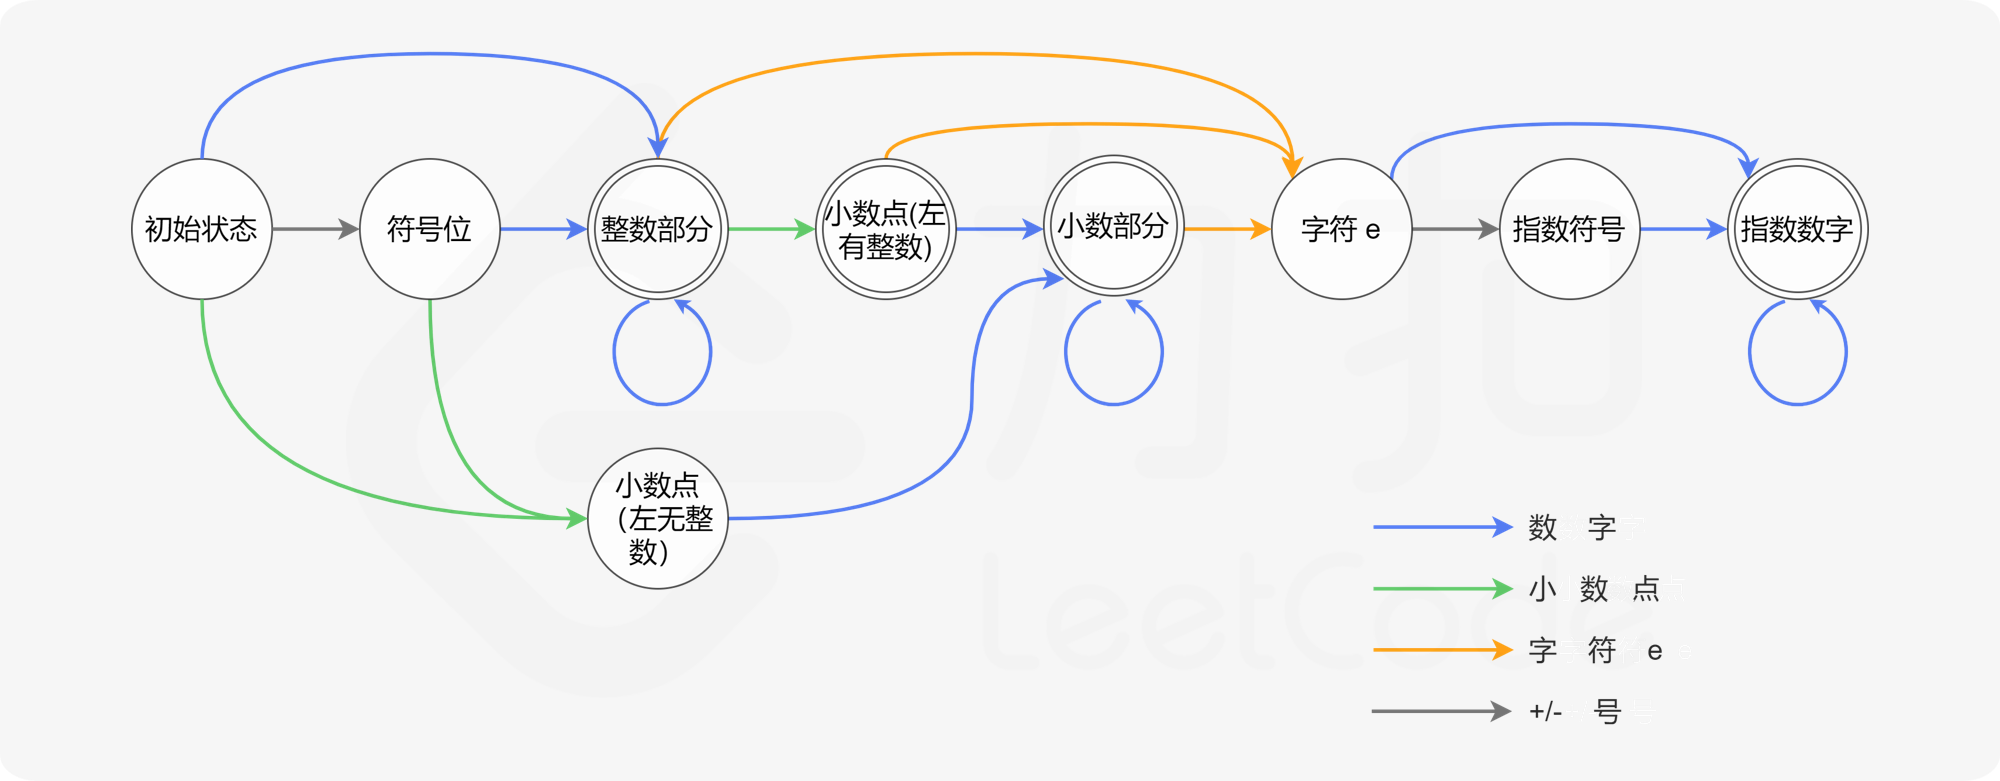 初始状态
符号位
整数部分
小数点(左
有整数)
小数部分
字符 e
指数符号
指数数字
小数点
（左无整
数）
力扣
LeetCode
数 字
小 数 点
字 符 e
+/- 号